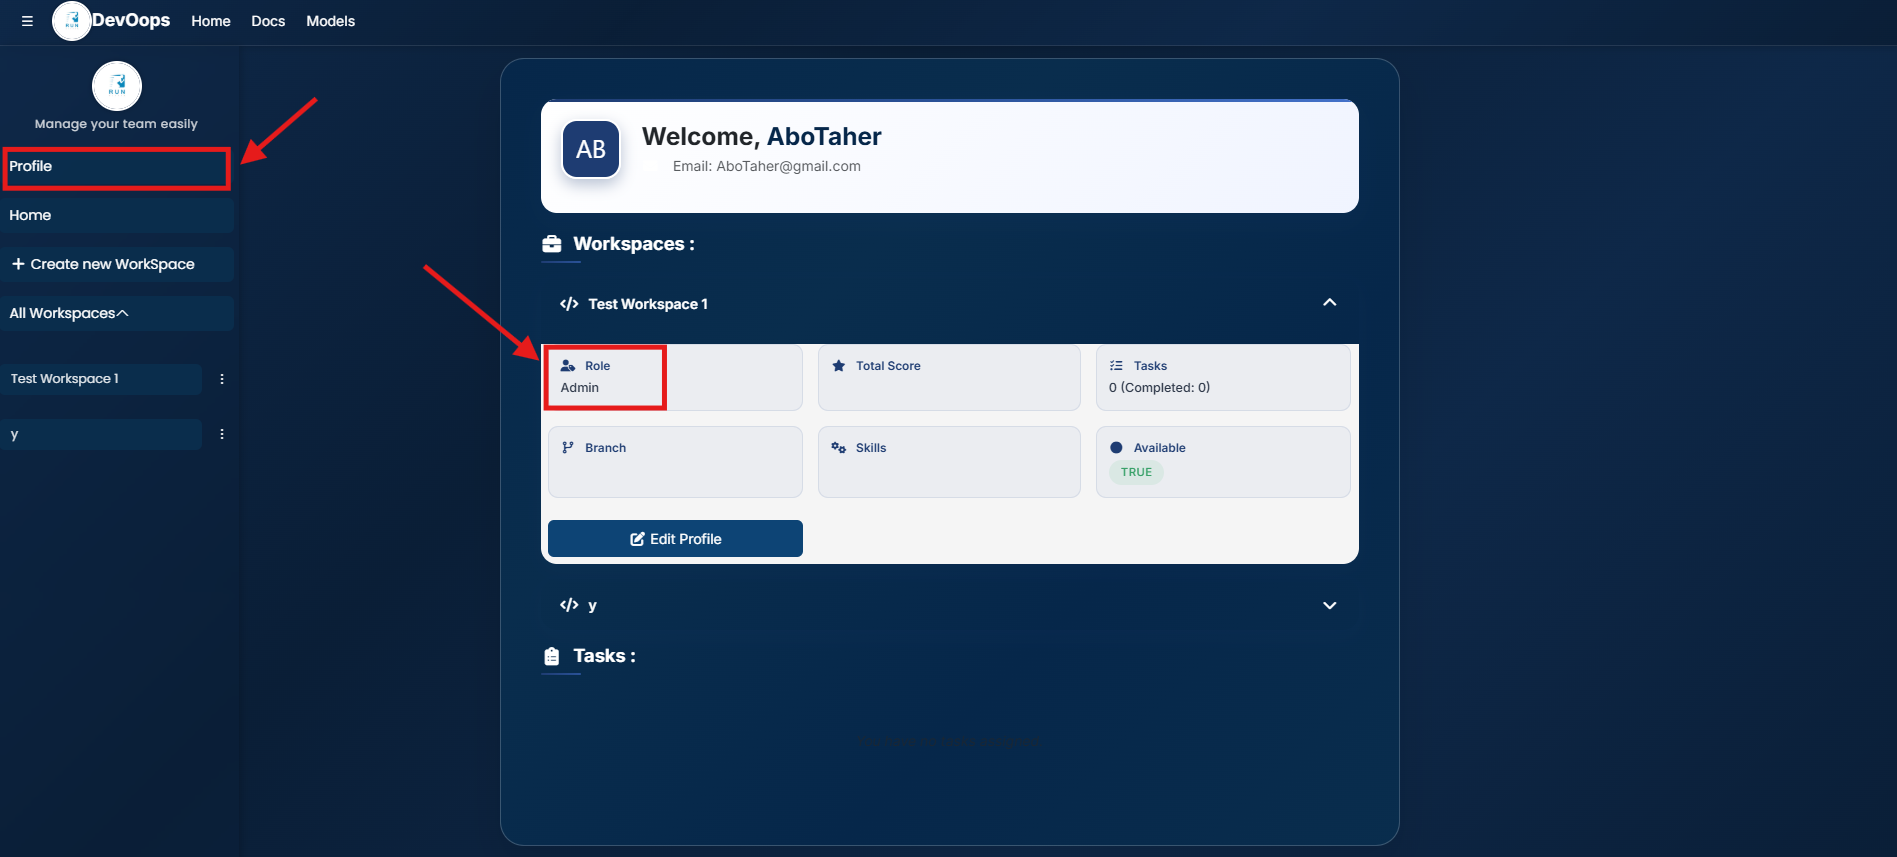 ☰ RUN DevOops Home Docs Models
RUN
Manage your team easily
Profile
Home
+ Create new WorkSpace
All Workspaces
Test Workspace 1
y
AB
Welcome, AboTaher
Email: AboTaher@gmail.com
Workspaces :
</> Test Workspace 1
Role
Admin
Total Score
Tasks
0 (Completed: 0)
Branch
Skills
Available
TRUE
Edit Profile
</> y
Tasks :